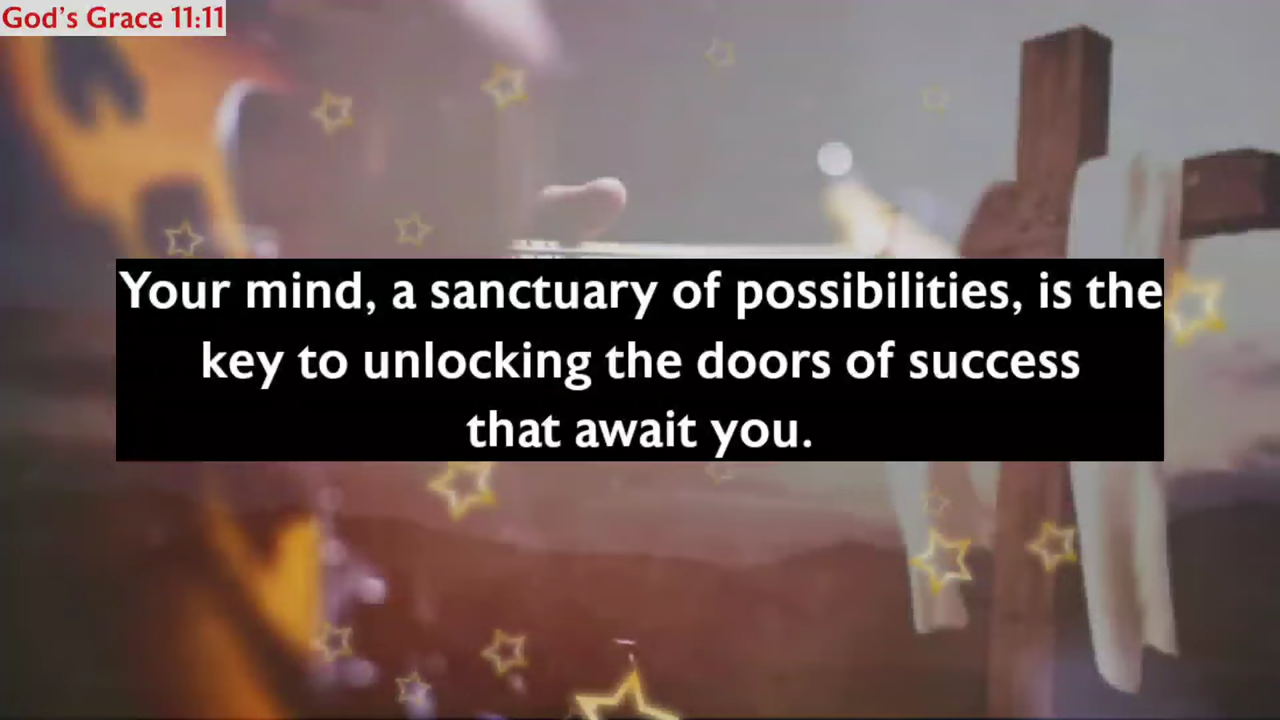 God's Grace 11:11
Your mind, a sanctuary of possibilities, is the
key to unlocking the doors of success
that await you.